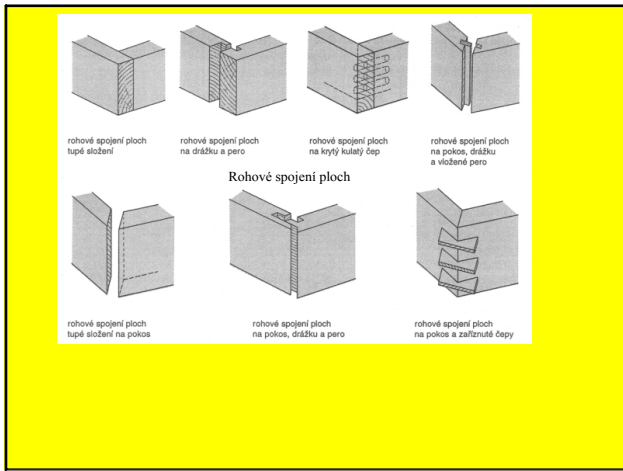 rohové spojení ploch
tupé složení
rohové spojení ploch
na drážku a pero
rohové spojení ploch
na krytý kulatý čep
rohové spojení ploch
na pokos, drážku
a vložené pero
Rohové spojení ploch
rohové spojení ploch
tupé složení na pokos
rohové spojení ploch
na pokos, drážku a pero
rohové spojení ploch
na pokos a zaříznuté čepy